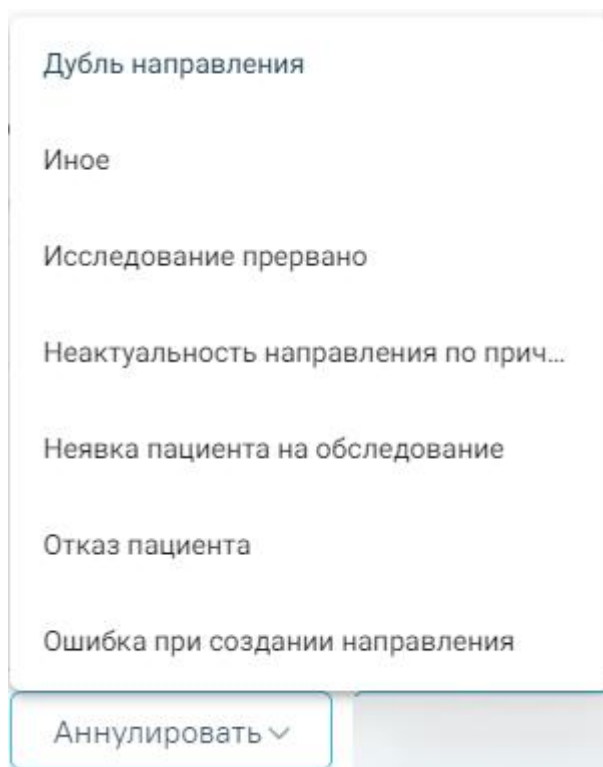 Дубль направления
Иное
Исследование прервано
Неактуальность направления по прич...
Неявка пациента на обследование
Отказ пациента
Ошибка при создании направления
Аннулировать